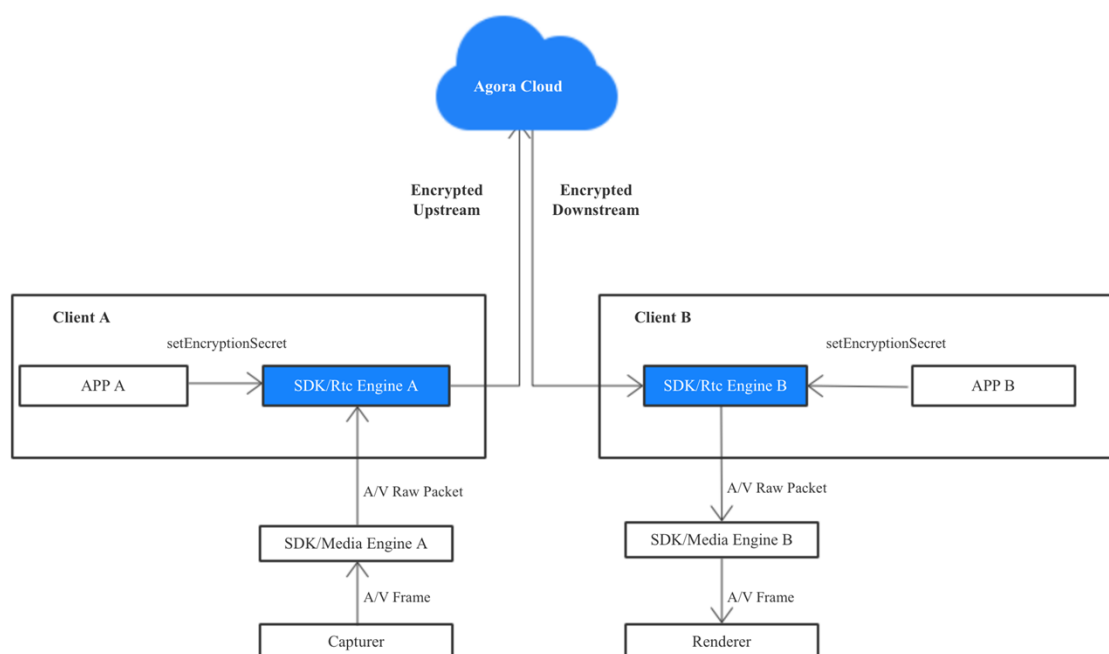 Agora Cloud
Encrypted
Upstream
Encrypted
Downstream
Client A
setEncryptionSecret
APP A
SDK/Rtc Engine A
Client B
setEncryptionSecret
SDK/Rtc Engine B
APP B
A/V Raw Packet
SDK/Media Engine A
A/V Frame
Capturer
A/V Raw Packet
SDK/Media Engine B
A/V Frame
Renderer